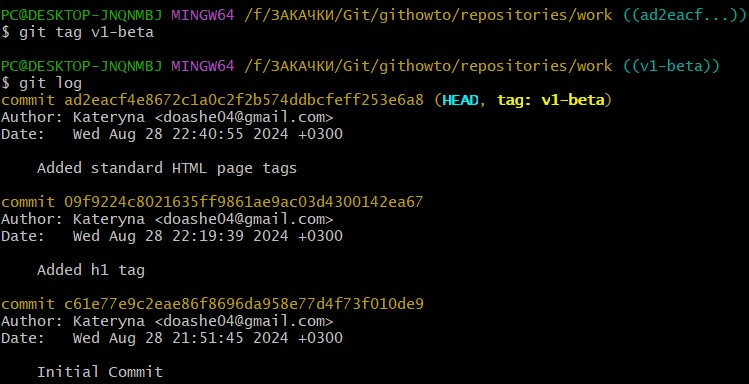 PC@DESKTOP-JNQNMBJ MINGW64 /f/ЗАКАЧКИ/Git/githowto/repositories/work ((ad2eacf...))
$ git tag v1-beta
PC@DESKTOP-JNQNMBJ MINGW64 /f/ЗАКАЧКИ/Git/githowto/repositories/work ((v1-beta))
$ git log
commit ad2eacf4e8672c1a0c2f2b574ddbcfeff253e6a8 (HEAD, tag: v1-beta)
Author: Kateryna <doashe04@gmail.com>
Date:   Wed Aug 28 22:40:55 2024 +0300
    Added standard HTML page tags
commit 09f9224c8021635ff9861ae9ac03d4300142ea67
Author: Kateryna <doashe04@gmail.com>
Date:   Wed Aug 28 22:19:39 2024 +0300
    Added h1 tag
commit c61e77e9c2eae86f8696da958e77d4f73f010de9
Author: Kateryna <doashe04@gmail.com>
Date:   Wed Aug 28 21:51:45 2024 +0300
    Initial Commit